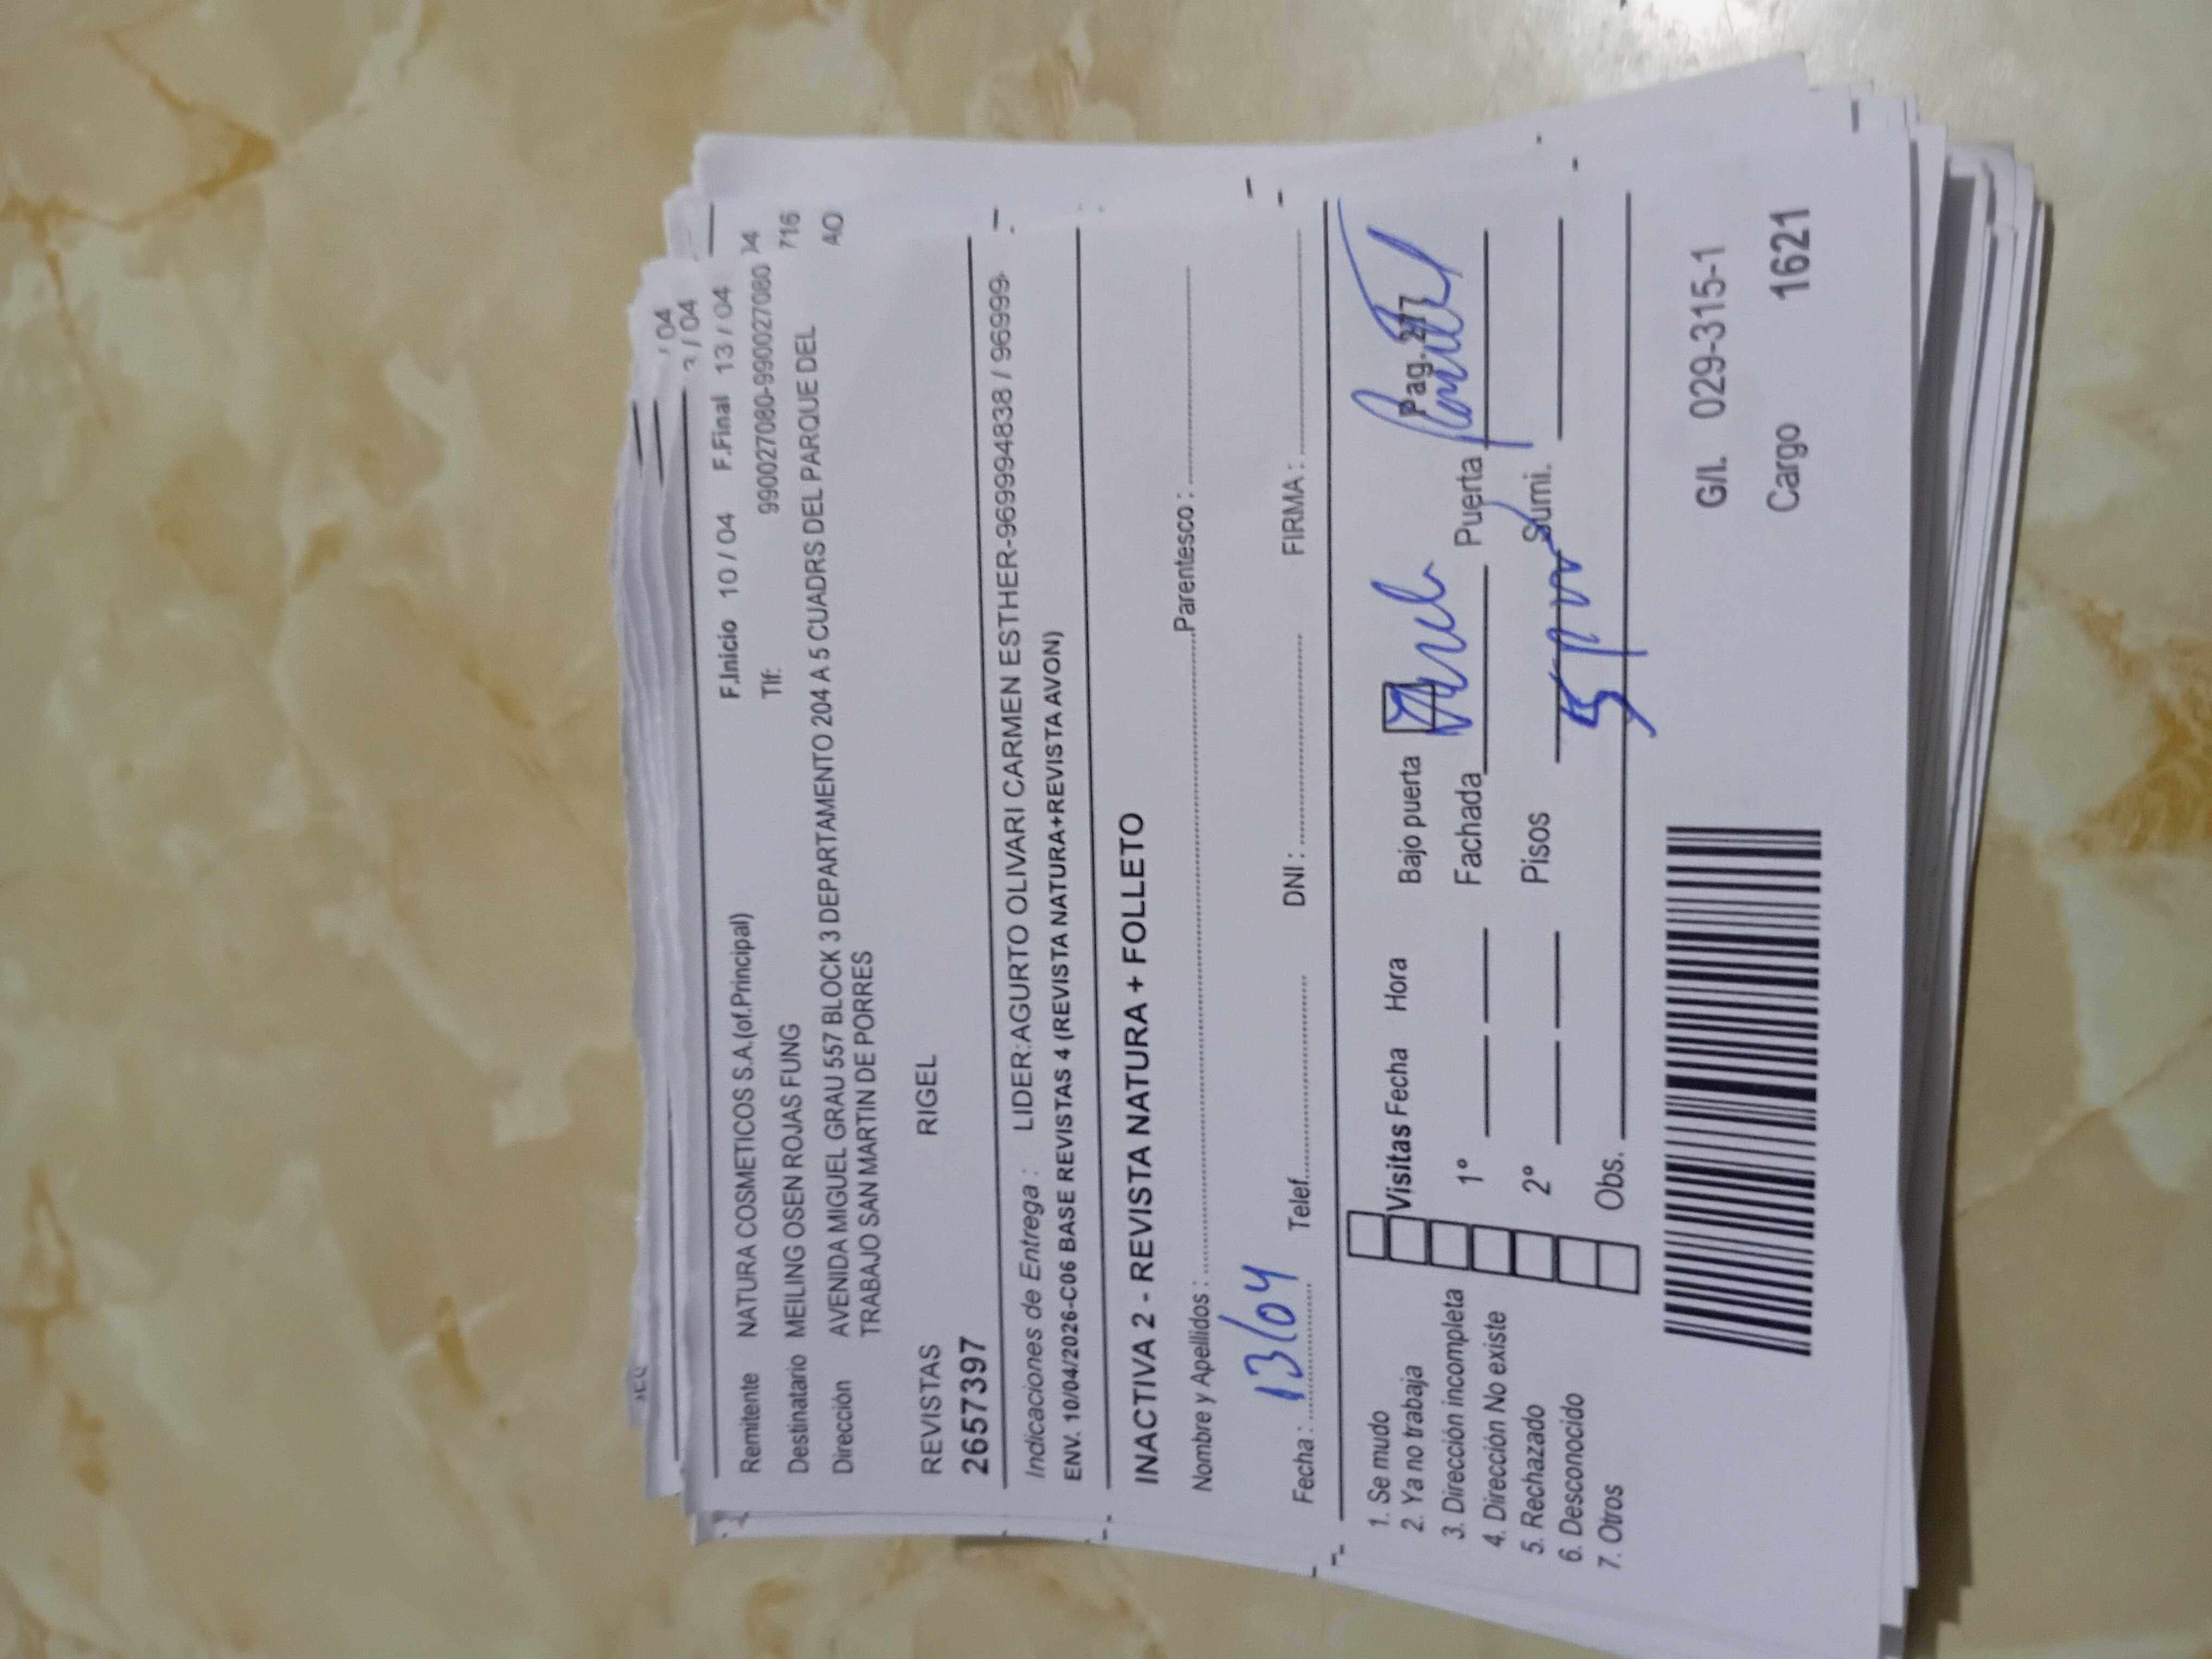 / 04
3 / 04
F.Inicio 10 / 04 F.Final 13 / 04
Remitente NATURA COSMETICOS S.A.(of.Principal) Tlf: 990027080-990027080 04
Destinatario MEILING OSEN ROJAS FUNG 716
Dirección AVENIDA MIGUEL GRAU 557 BLOCK 3 DEPARTAMENTO 204 A 5 CUADRS DEL PARQUE DEL AO
TRABAJO SAN MARTIN DE PORRES
REVISTAS RIGEL
2657397
Indicaciones de Entrega : LIDER:AGURTO OLIVARI CARMEN ESTHER-969994838 / 96999
ENV. 10/04/2026-C06 BASE REVISTAS 4 (REVISTA NATURA+REVISTA AVON)
INACTIVA 2 - REVISTA NATURA + FOLLETO
Nombre y Apellidos : Parentesco :
Fecha : 13/04 Telef. DNI : FIRMA :
1. Se mudo
2. Ya no trabaja
3. Dirección incompleta
4. Dirección No existe
5. Rechazado
6. Desconocido
7. Otros
Visitas Fecha Hora Bajo puerta Pag. 277
1° Fachada Puerta
2° Pisos Sumi.
Obs.
G/L 029-315-1
Cargo 1621